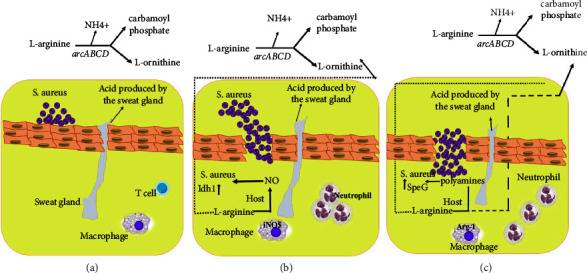 NH4+
carbamoyl
phosphate
L-arginine
arcABCD
L-ornithine
S. aureus
Acid produced by
the sweat gland
T cell
Sweat gland
Macrophage
(a)
NH4+
carbamoyl
phosphate
L-arginine
arcABCD
L-ornithine
S. aureus
Acid produced by
the sweat gland
S. aureus
NO
ldh1
Host
Neutrophil
L-arginine
iNOS
Macrophage
(b)
NH4+
carbamoyl
phosphate
L-arginine
arcABCD
L-ornithine
Acid produced by
the sweat gland
S. aureus
SpeG
polyamines
Neutrophil
Host
L-arginine
Arg-1
Macrophage
(c)